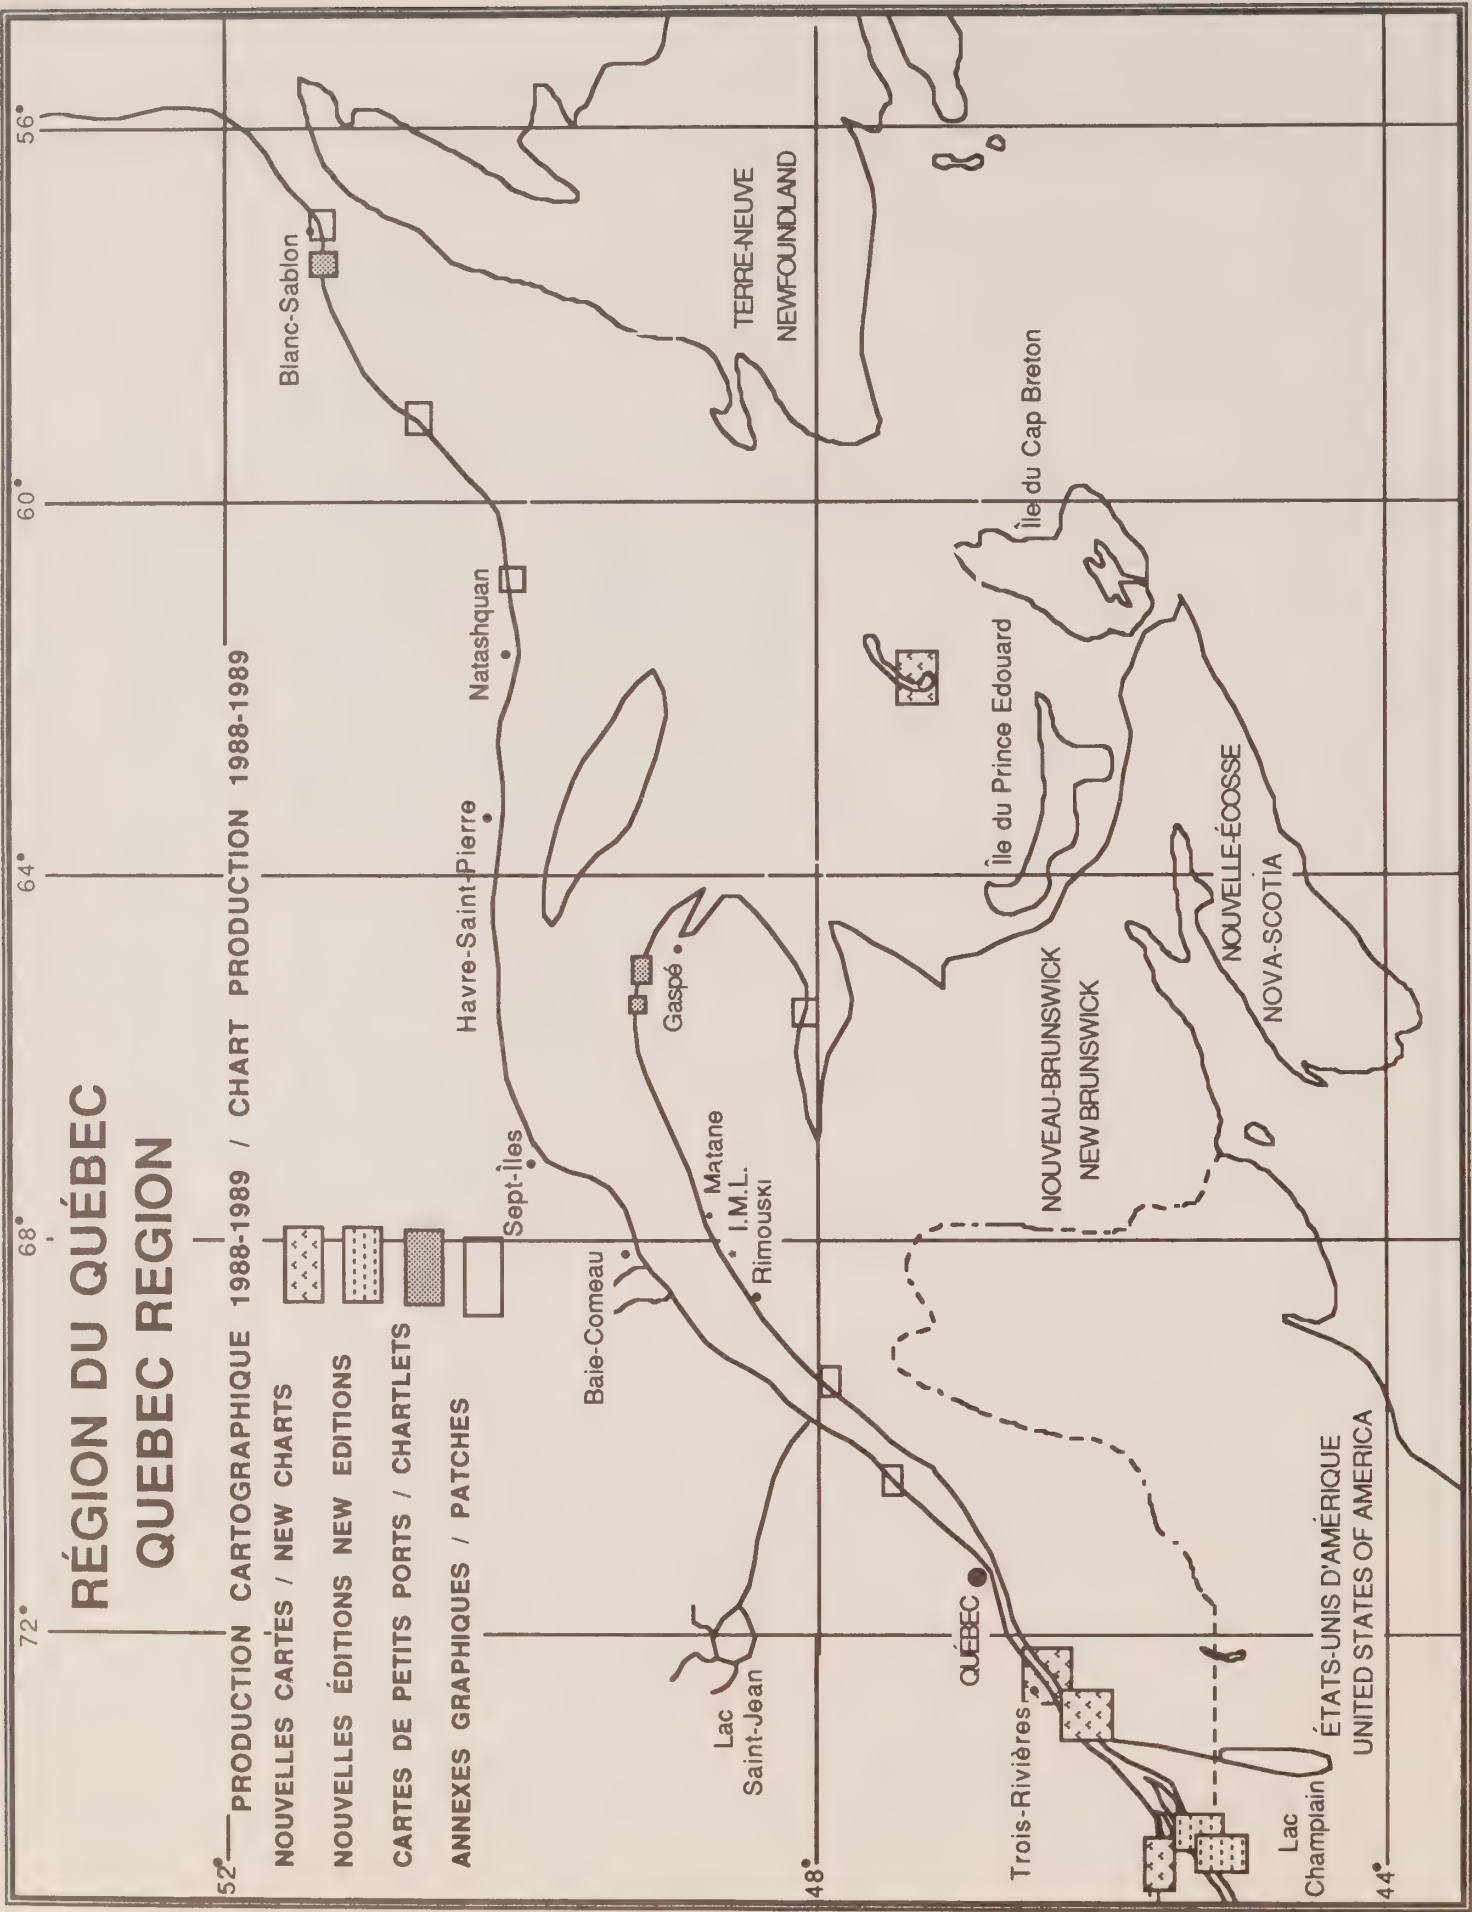 RÉGION DU QUÉBEC
QUEBEC REGION
PRODUCTION CARTOGRAPHIQUE 1988-1989 / CHART PRODUCTION 1988-1989
NOUVELLES CARTES / NEW CHARTS
NOUVELLES ÉDITIONS NEW EDITIONS
CARTES DE PETITS PORTS / CHARTLETS
ANNEXES GRAPHIQUES / PATCHES
72°
68°
64°
60°
56°
52°
48°
44°
Blanc-Sablon
Natashquan
Havre-Saint-Pierre
Sept-Îles
Baie-Comeau
Gaspé
Matane
* I.M.L.
Rimouski
Lac
Saint-Jean
QUÉBEC
Trois-Rivières
Lac
Champlain
TERRE-NEUVE
NEWFOUNDLAND
Île du Cap Breton
Île du Prince Edouard
NOUVELLE-ÉCOSSE
NOVA-SCOTIA
NOUVEAU-BRUNSWICK
NEW BRUNSWICK
ÉTATS-UNIS D'AMÉRIQUE
UNITED STATES OF AMERICA